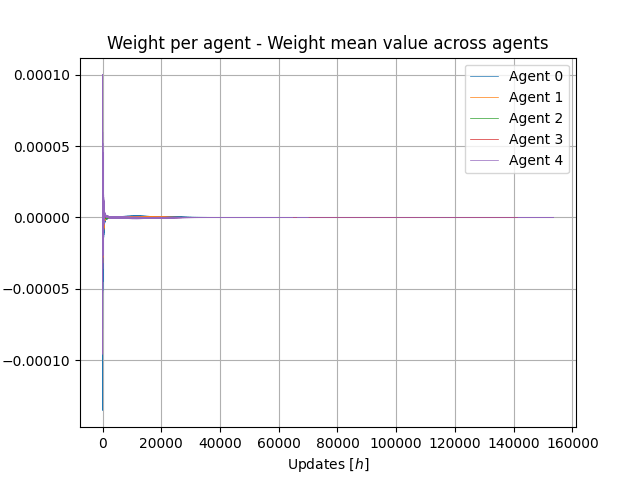 Weight per agent - Weight mean value across agents
0.00010
0.00005
0.00000
−0.00005
−0.00010
Agent 0
Agent 1
Agent 2
Agent 3
Agent 4
0 20000 40000 60000 80000 100000 120000 140000 160000
Updates [h]